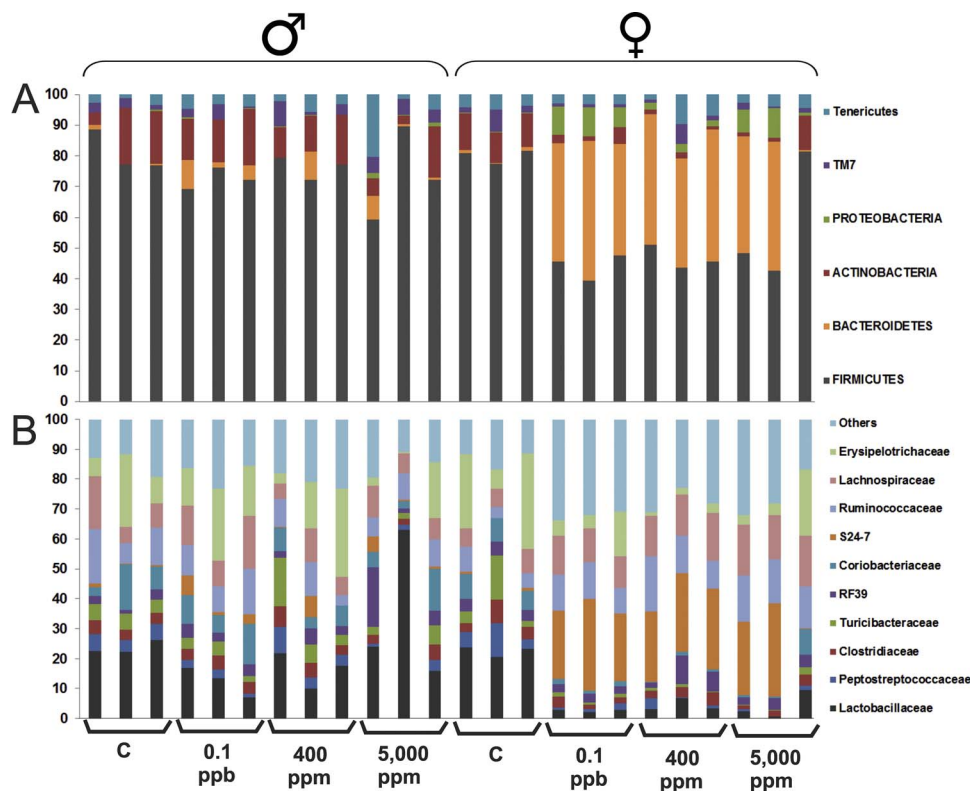 ♂ ♀
A
100
90
80
70
60
50
40
30
20
10
0
Tenericutes
TM7
PROTEOBACTERIA
ACTINOBACTERIA
BACTEROIDETES
FIRMICUTES
B
100
90
80
70
60
50
40
30
20
10
0
Others
Erysipelotrichaceae
Lachnospiraceae
Ruminococcaceae
S24-7
Coriobacteriaceae
RF39
Turicibacteraceae
Clostridiaceae
Peptostreptococcaceae
Lactobacillaceae
C 0.1 400 5,000 C 0.1 400 5,000
ppb ppm ppm ppb ppm ppm